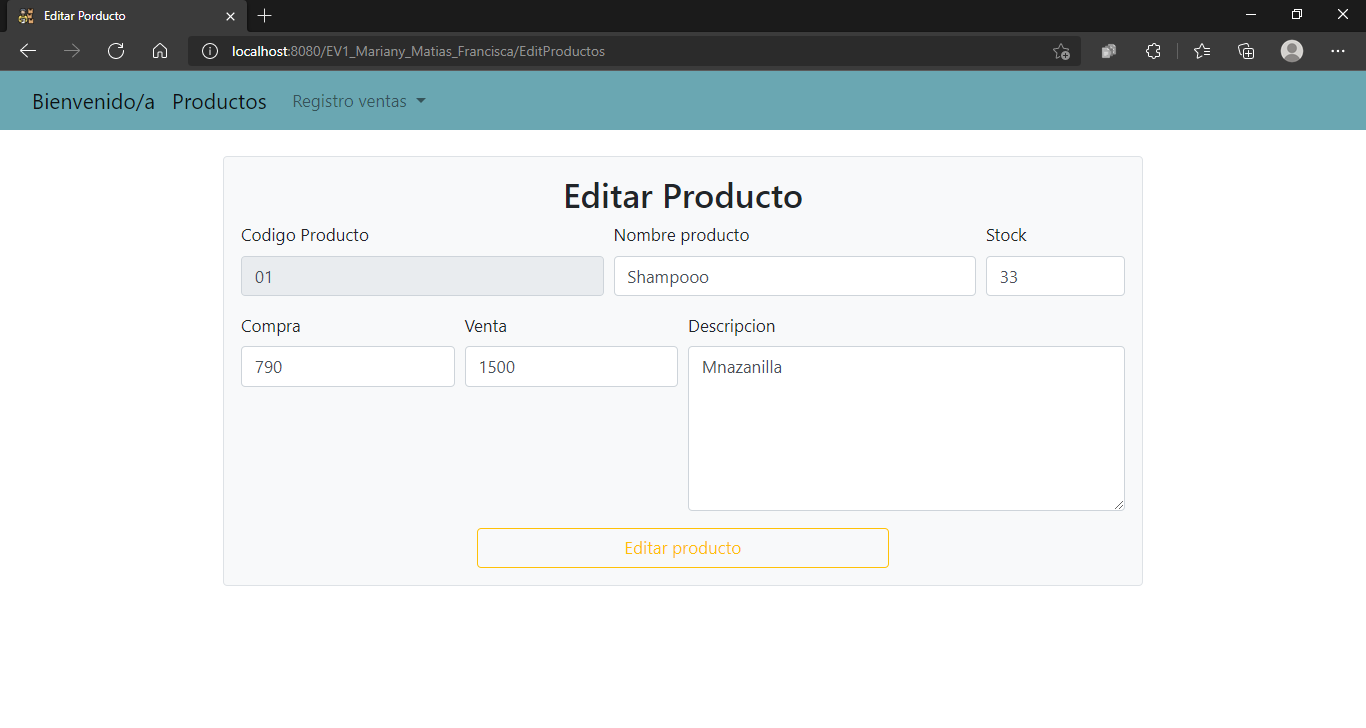 Editar Porducto
localhost:8080/EV1_Mariany_Matias_Francisca/EditProductos
Bienvenido/a Productos Registro ventas
Editar Producto
Codigo Producto Nombre producto Stock
01 Shampooo 33
Compra Venta Descripcion
790 1500 Mnazanilla
Editar producto